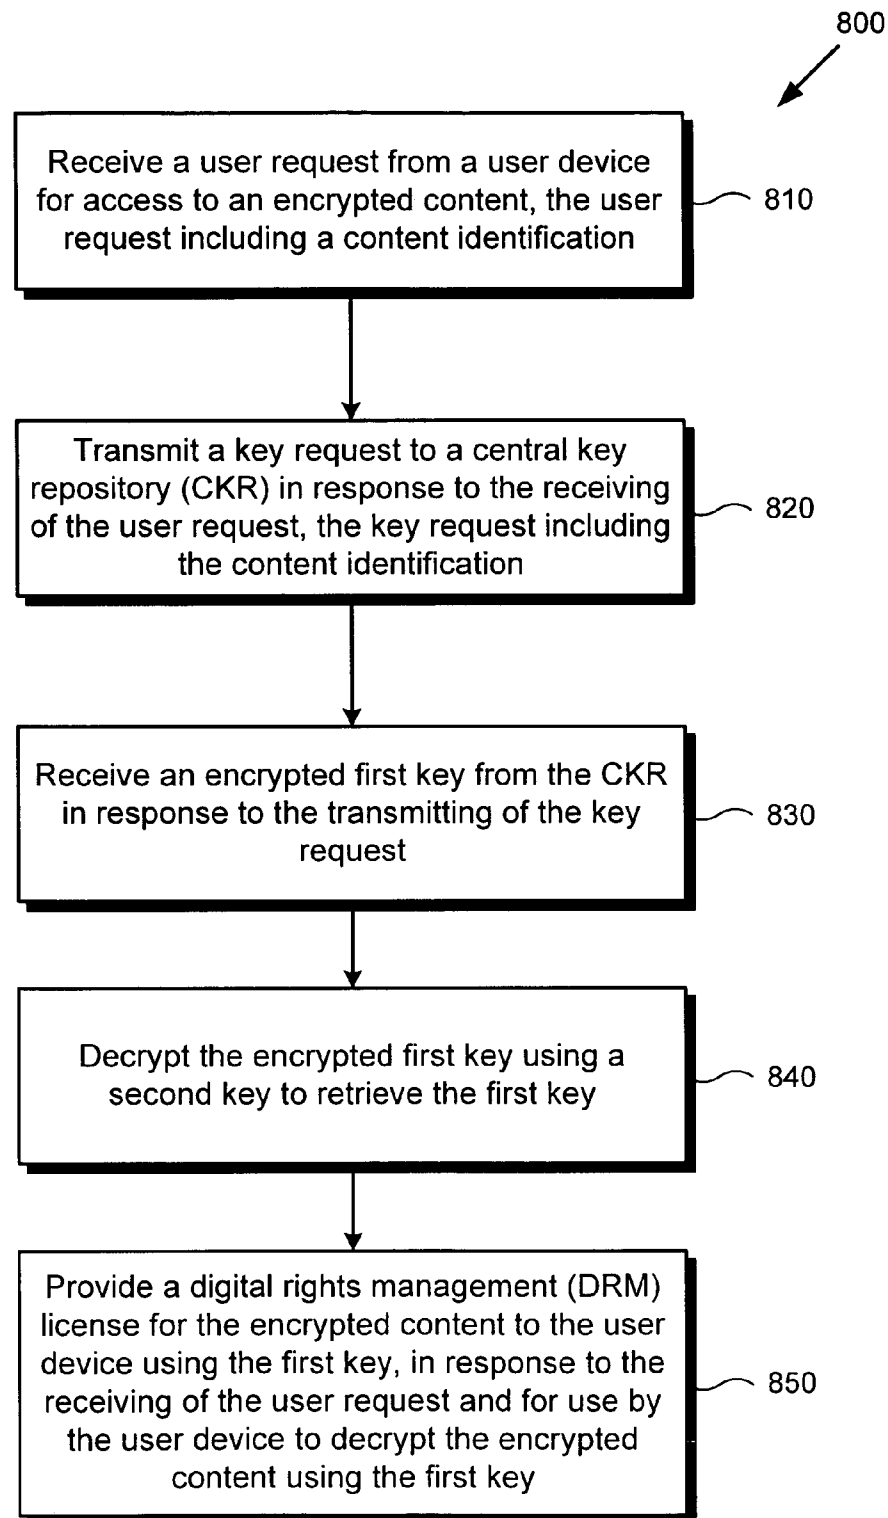 800
Receive a user request from a user device
for access to an encrypted content, the user
request including a content identification
810
Transmit a key request to a central key
repository (CKR) in response to the receiving
of the user request, the key request including
the content identification
820
Receive an encrypted first key from the CKR
in response to the transmitting of the key
request
830
Decrypt the encrypted first key using a
second key to retrieve the first key
840
Provide a digital rights management (DRM)
license for the encrypted content to the user
device using the first key, in response to the
receiving of the user request and for use by
the user device to decrypt the encrypted
content using the first key
850